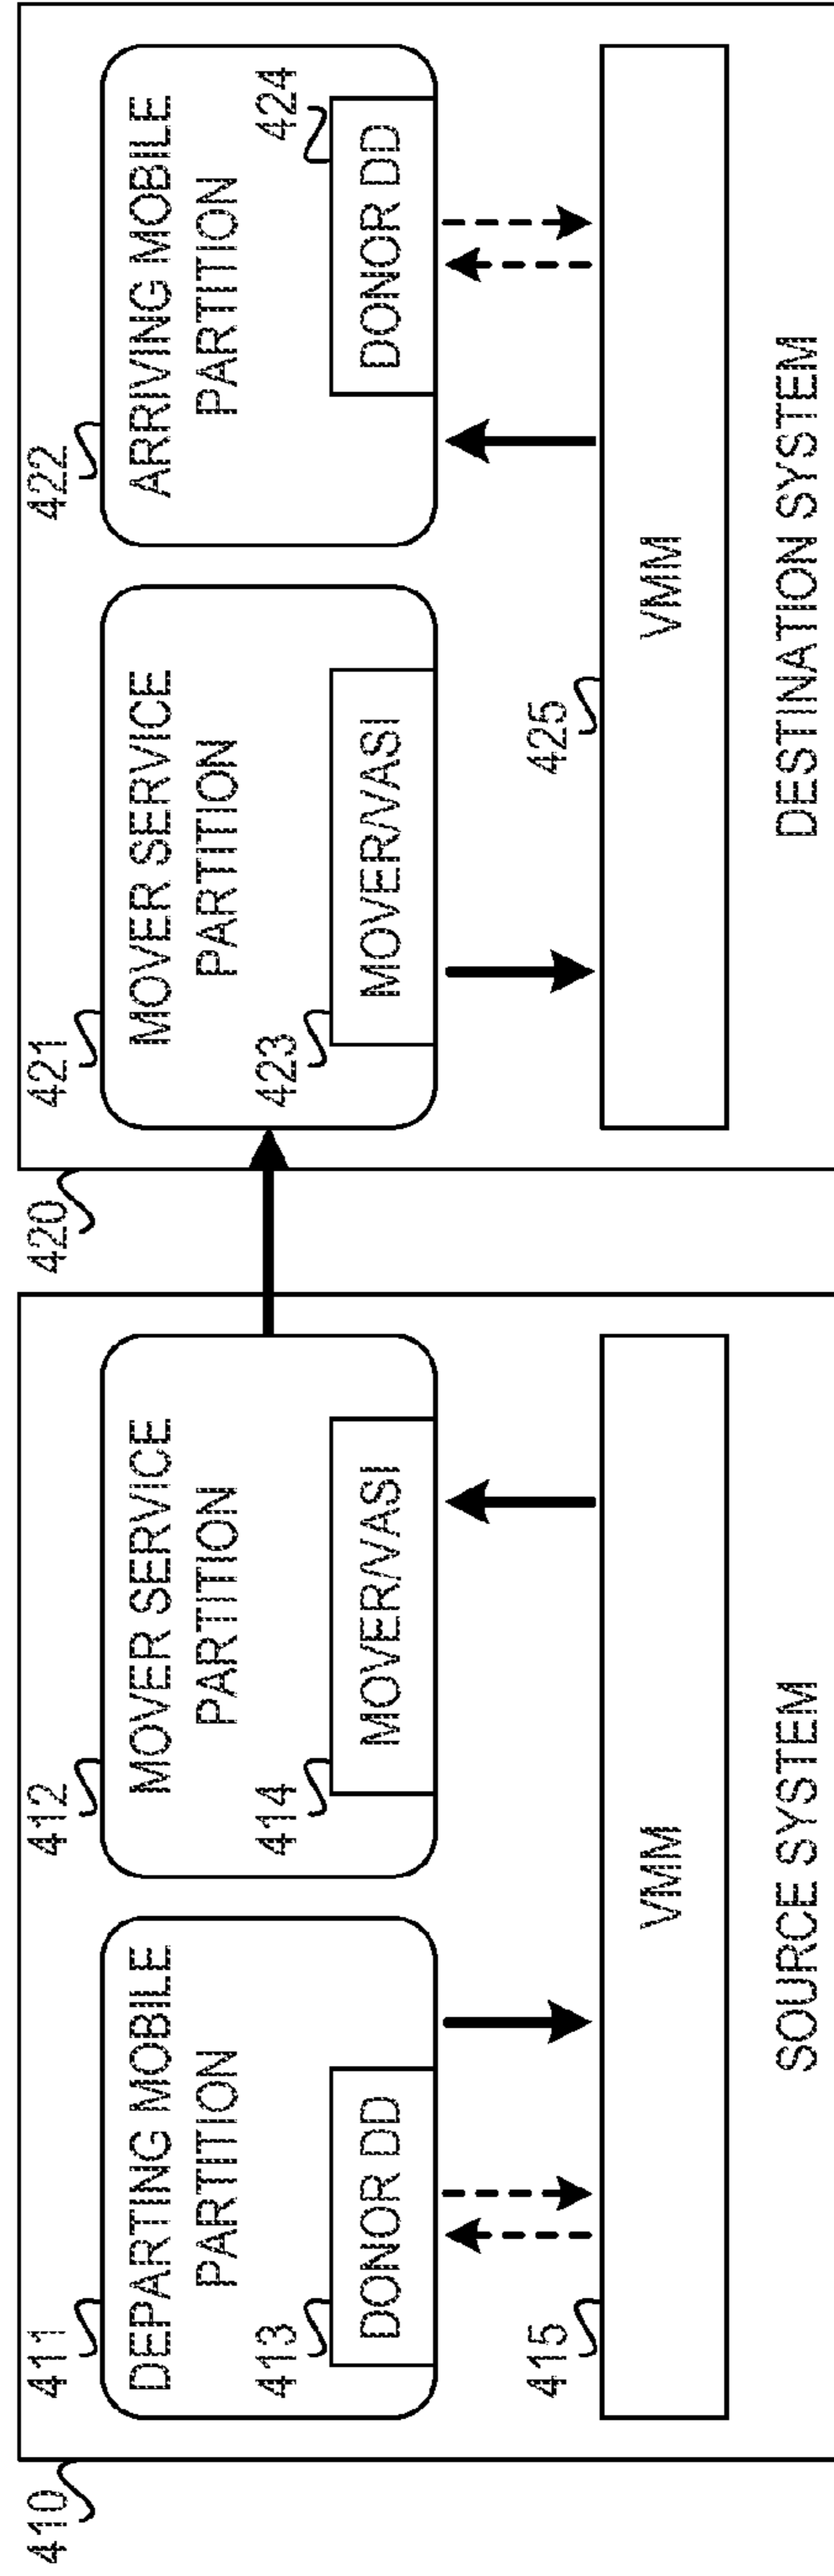 410
411
DEPARTING MOBILE
PARTITION
413
DONOR DD
412
MOVER SERVICE
PARTITION
414
MOVER/VASI
415
VMM
SOURCE SYSTEM
420
421
MOVER SERVICE
PARTITION
423
MOVER/VASI
422
ARRIVING MOBILE
PARTITION
424
DONOR DD
425
VMM
DESTINATION SYSTEM